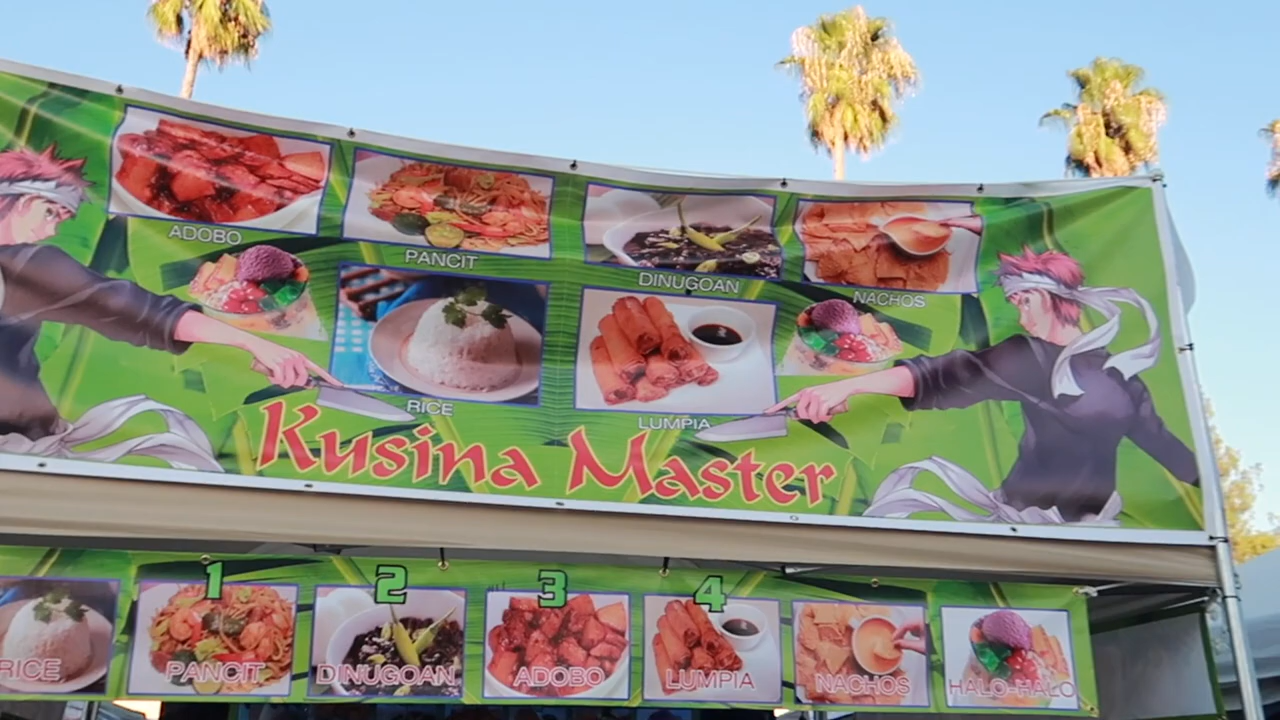 ADOBO
PANCIT
DINUGOAN
NACHOS
RICE
LUMPIA
Kusina Master
1
2
3
4
RICE
PANCIT
DINUGOAN
ADOBO
LUMPIA
NACHOS
HALO-HALO